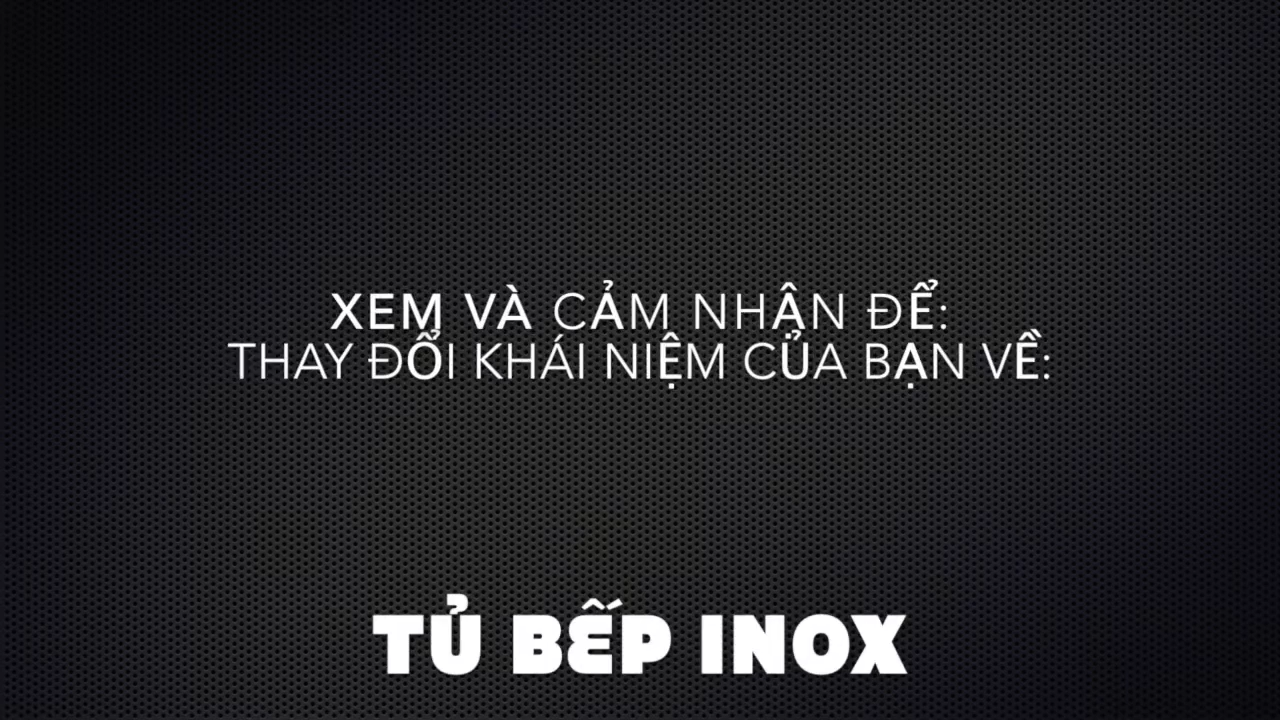 XEM VÀ CẢM NHẬN ĐỂ:
THAY ĐỔI KHÁI NIỆM CỦA BẠN VỀ:
TỦ BẾP INOX